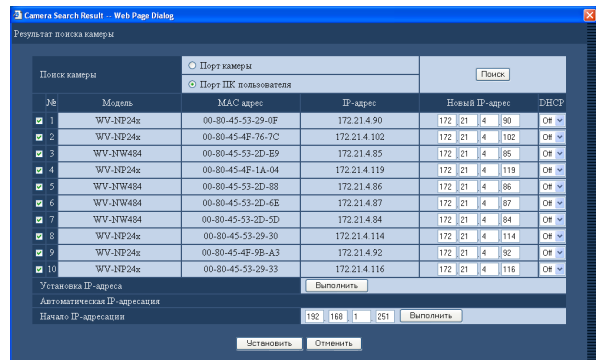 Camera Search Result -- Web Page Dialog
Результат поиска камеры
Поиск камеры
Порт камеры
Порт ПК пользователя
Поиск
№ Модель MAC адрес IP-адрес Новый IP-адрес DHCP
1 WV-NP24x 00-80-45-53-29-0F 172.21.4.90 172 21 4 90 Off
2 WV-NP24x 00-80-45-4F-76-7C 172.21.4.102 172 21 4 102 Off
3 WV-NW484 00-80-45-53-2D-E9 172.21.4.85 172 21 4 85 Off
4 WV-NP24x 00-80-45-4F-1A-04 172.21.4.119 172 21 4 119 Off
5 WV-NW484 00-80-45-53-2D-88 172.21.4.86 172 21 4 86 Off
6 WV-NW484 00-80-45-53-2D-6E 172.21.4.87 172 21 4 87 Off
7 WV-NW484 00-80-45-53-2D-5D 172.21.4.84 172 21 4 84 Off
8 WV-NP24x 00-80-45-53-29-30 172.21.4.114 172 21 4 114 Off
9 WV-NP24x 00-80-45-4F-9B-A3 172.21.4.92 172 21 4 92 Off
10 WV-NP24x 00-80-45-53-29-33 172.21.4.116 172 21 4 116 Off
Установка IP-адреса Выполнить
Автоматическая IP-адресация
Начало IP-адресации 192 168 1 251 Выполнить
Установить Отменить